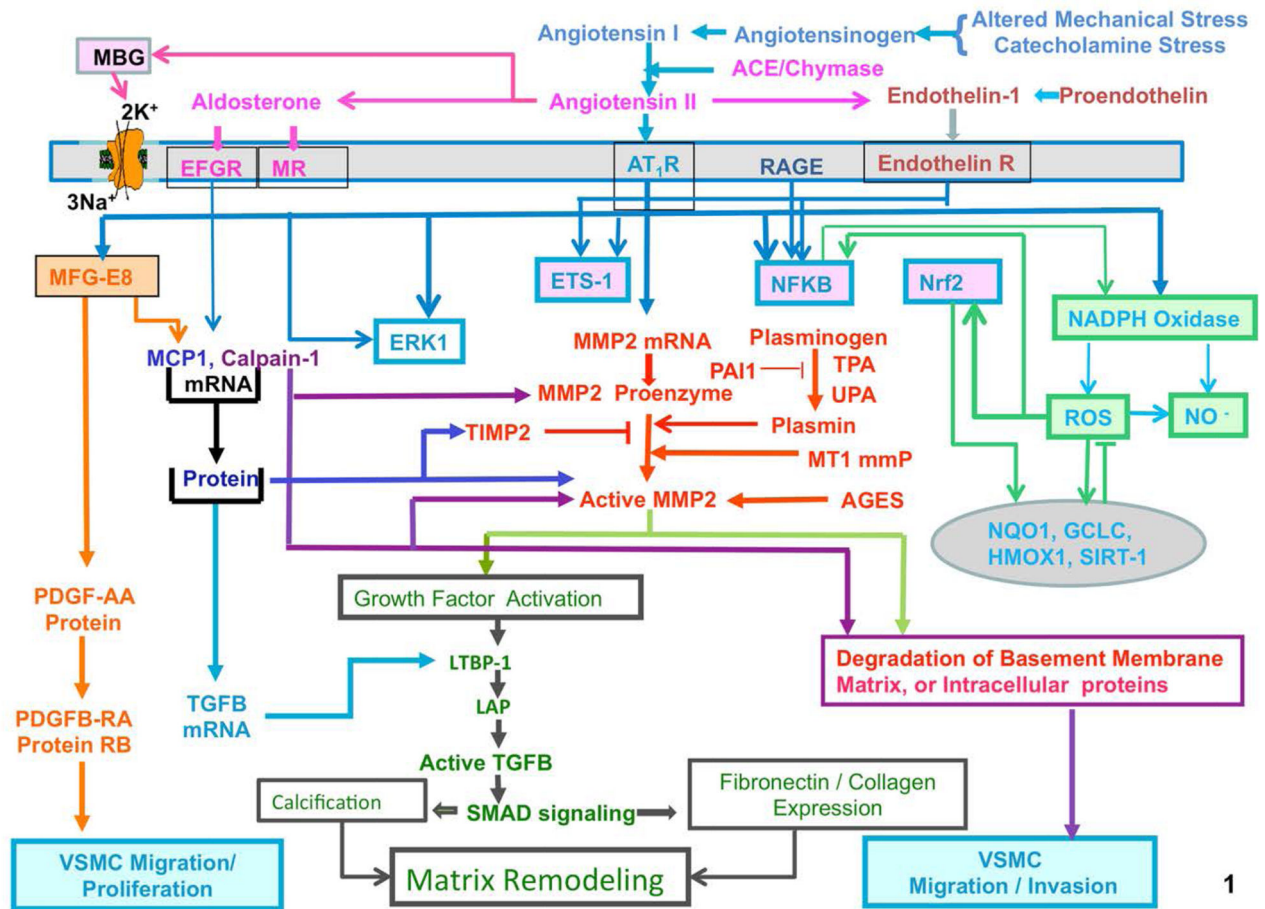 Angiotensin I
Angiotensinogen
Altered Mechanical Stress
Catecholamine Stress
MBG
ACE/Chymase
2K+
Aldosterone
Angiotensin II
Endothelin-1
Proendothelin
EFGR
MR
AT1R
RAGE
Endothelin R
3Na+
MFG-E8
ETS-1
NFKB
Nrf2
NADPH Oxidase
ERK1
MCP1, Calpain-1
mRNA
MMP2 mRNA
Plasminogen
PAI1
TPA
UPA
MMP2 Proenzyme
ROS
NO -
TIMP2
Plasmin
MT1 mmP
Protein
Active MMP2
AGES
NQO1, GCLC,
HMOX1, SIRT-1
PDGF-AA
Protein
Growth Factor Activation
LTBP-1
Degradation of Basement Membrane
Matrix, or Intracellular proteins
PDGFB-RA
Protein RB
TGFB
mRNA
LAP
Active TGFB
Calcification
SMAD signaling
Fibronectin / Collagen
Expression
VSMC Migration/
Proliferation
Matrix Remodeling
VSMC
Migration / Invasion
1